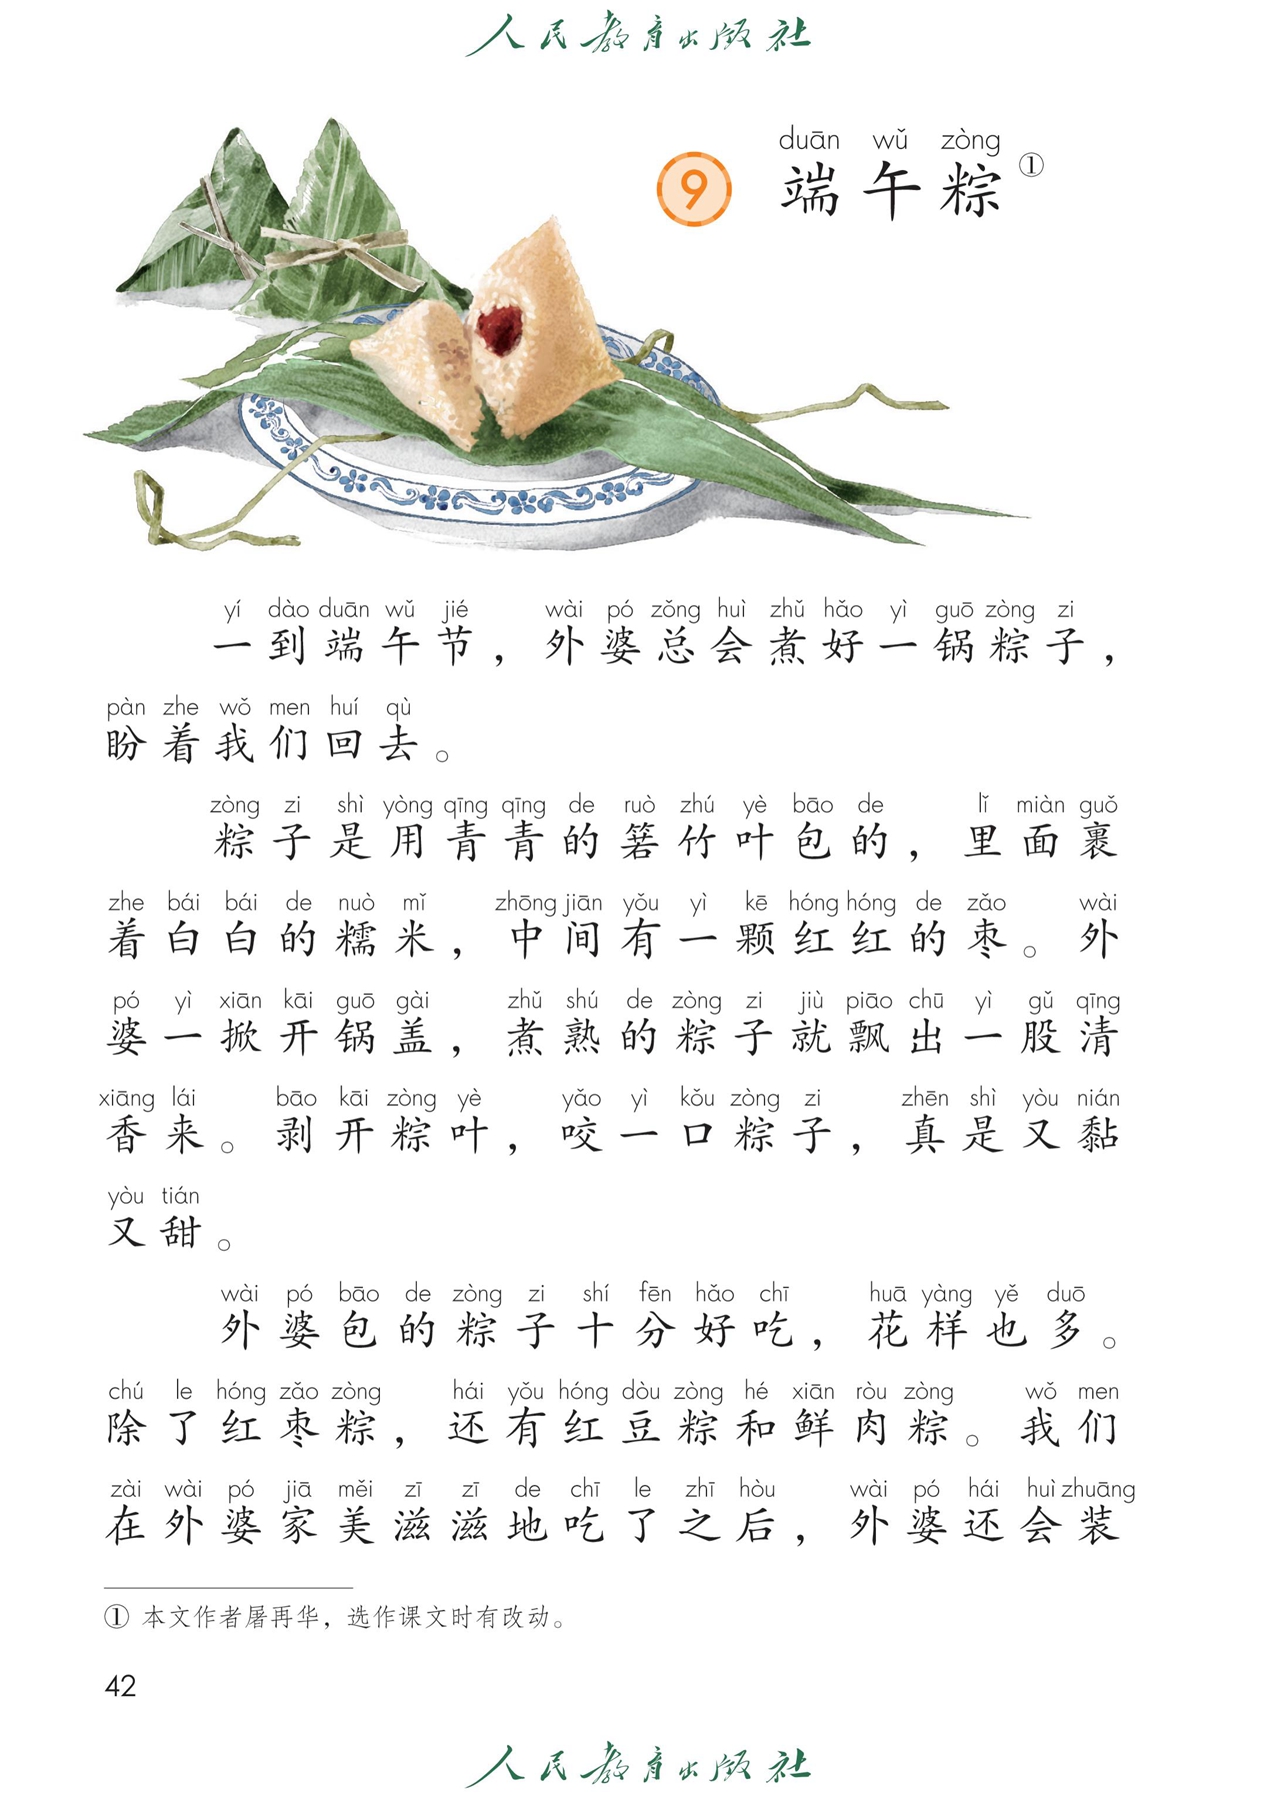 人民教育出版社
duān wǔ zòng
9 端午粽①
yí dào duān wǔ jié wài pó zǒng huì zhǔ hǎo yì guō zòng zi
一到端午节，外婆总会煮好一锅粽子，
pàn zhe wǒ men huí qù
盼着我们回去。
zòng zi shì yòng qīng qīng de ruò zhú yè bāo de lǐ miàn guǒ
粽子是用青青的箬竹叶包的，里面裹
zhe bái bái de nuò mǐ zhōng jiān yǒu yì kē hóng hóng de zǎo wài
着白白的糯米，中间有一颗红红的枣。外
pó yì xiān kāi guō gài zhǔ shú de zòng zi jiù piāo chū yì gǔ qīng
婆一掀开锅盖，煮熟的粽子就飘出一股清
xiāng lái bāo kāi zòng yè yǎo yì kǒu zòng zi zhēn shì yòu nián
香来。剥开粽叶，咬一口粽子，真是又黏
yòu tián
又甜。
wài pó bāo de zòng zi shí fēn hǎo chī huā yàng yě duō
外婆包的粽子十分好吃，花样也多。
chú le hóng zǎo zòng hái yǒu hóng dòu zòng hé xiān ròu zòng wǒ men
除了红枣粽，还有红豆粽和鲜肉粽。我们
zài wài pó jiā měi zī zī de chī le zhī hòu wài pó hái huì zhuāng
在外婆家美滋滋地吃了之后，外婆还会装
① 本文作者屠再华，选作课文时有改动。
42
人民教育出版社